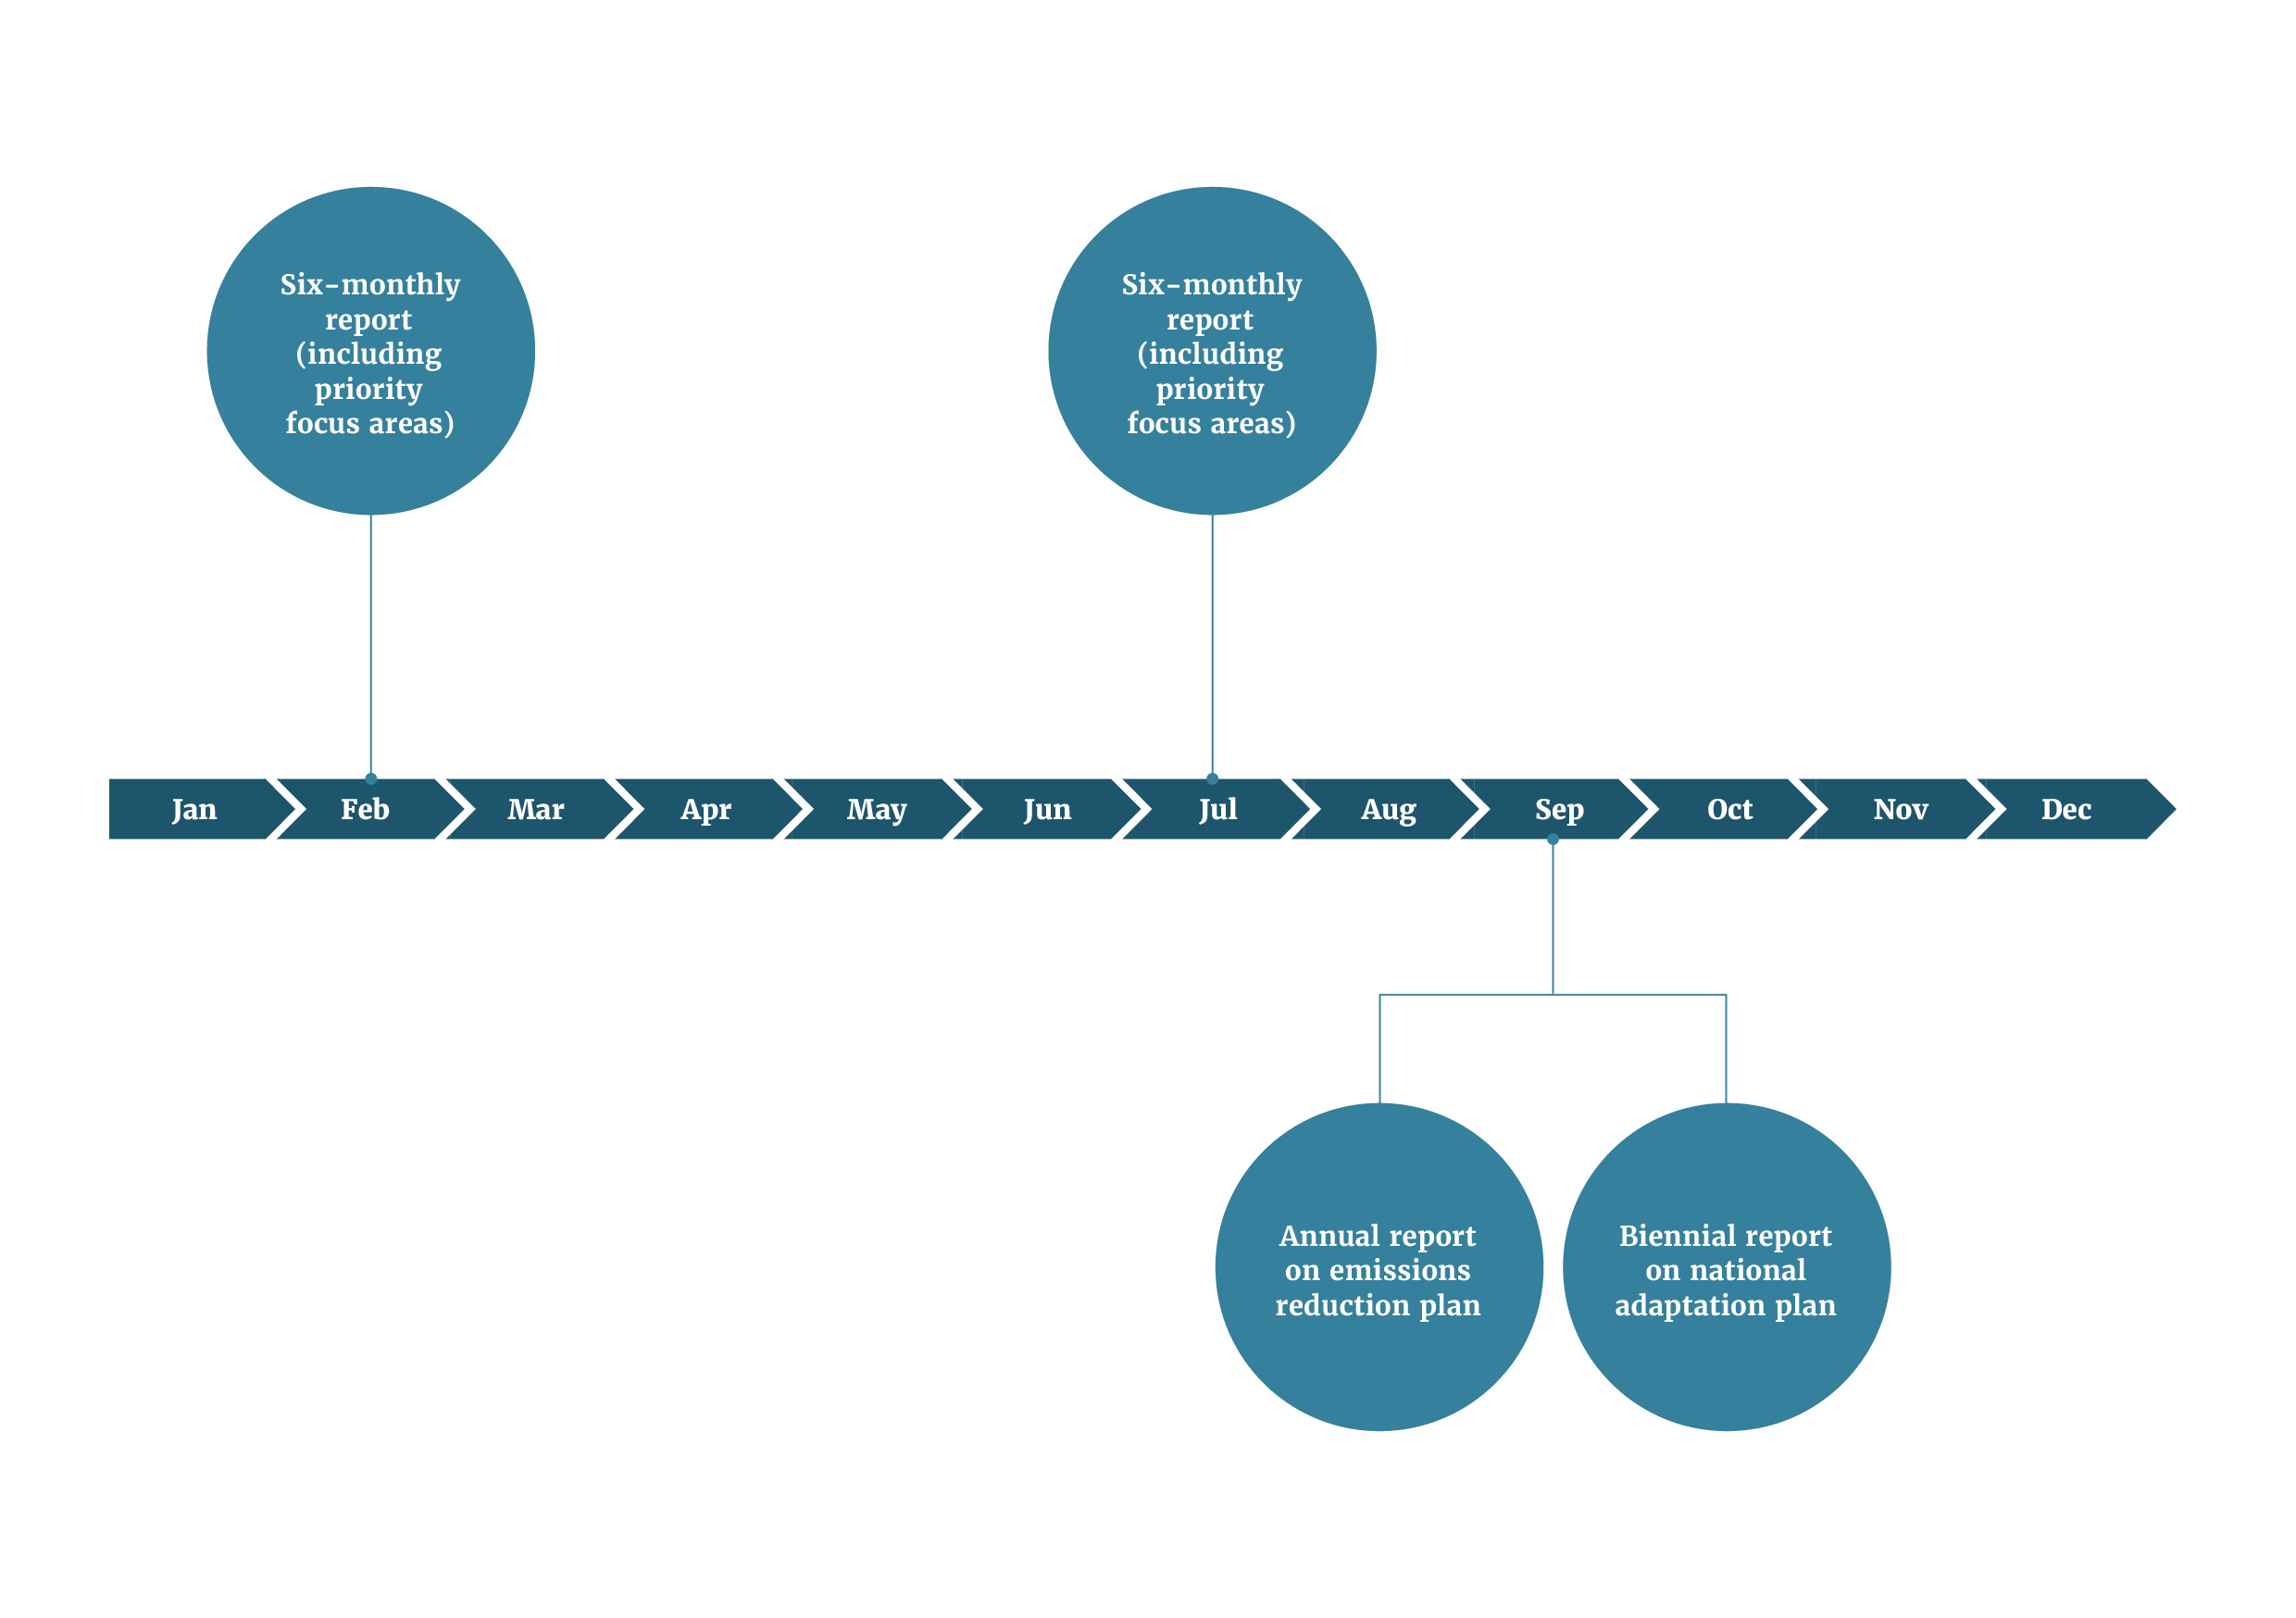 Six-monthly
report
(including
priority
focus areas)
Six-monthly
report
(including
priority
focus areas)
Jan
Feb
Mar
Apr
May
Jun
Jul
Aug
Sep
Oct
Nov
Dec
Annual report
on emissions
reduction plan
Biennial report
on national
adaptation plan